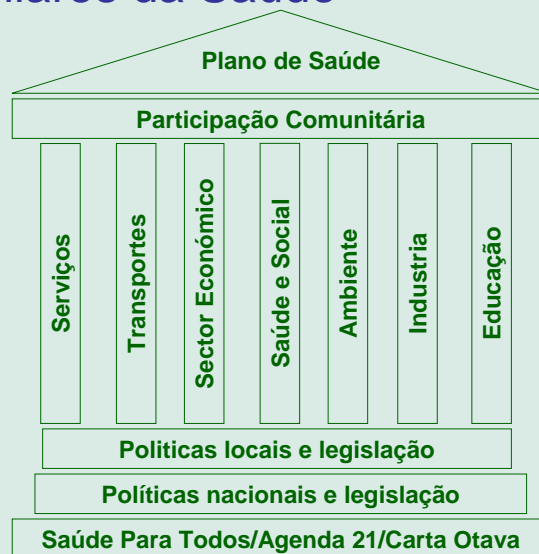 da Saúde
Plano de Saúde
Participação Comunitária
Serviços
Transportes
Sector Económico
Saúde e Social
Ambiente
Industria
Educação
Politicas locais e legislação
Políticas nacionais e legislação
Saúde Para Todos/Agenda 21/Carta Otava